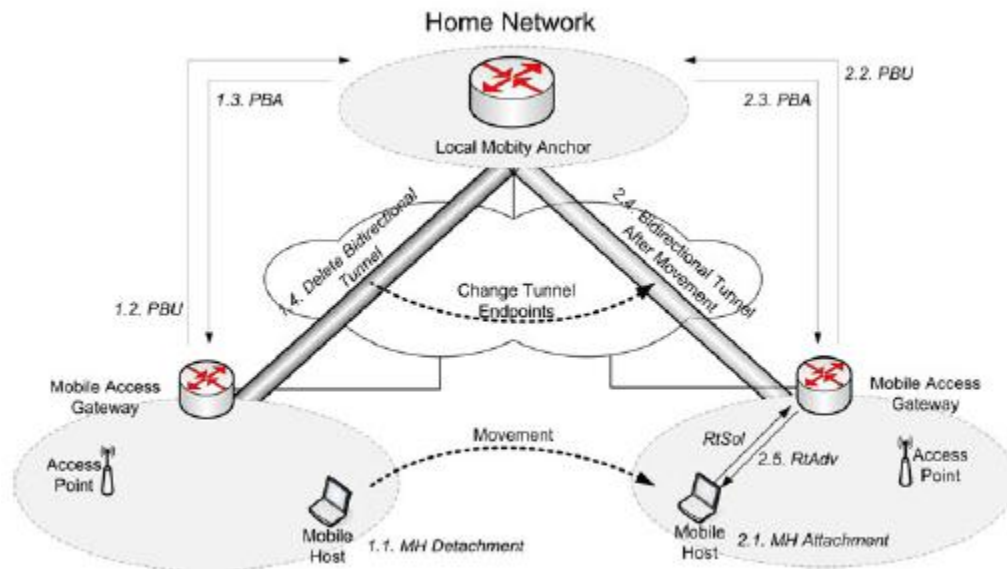 Home Network
2.2. PBU
1.3. PBA
2.3. PBA
Local Mobity Anchor
1.4. Delete Bidirectional
Tunnel
2.4. Bidirectional Tunnel
After Movement
Change Tunnel
Endpoints
1.2. PBU
Mobile Access
Gateway
Mobile Access
Gateway
Movement
RtSol
2.5. RtAdv
Access
Point
Access
Point
Mobile
Host
1.1. MH Detachment
Mobile
Host
2.1. MH Attachment